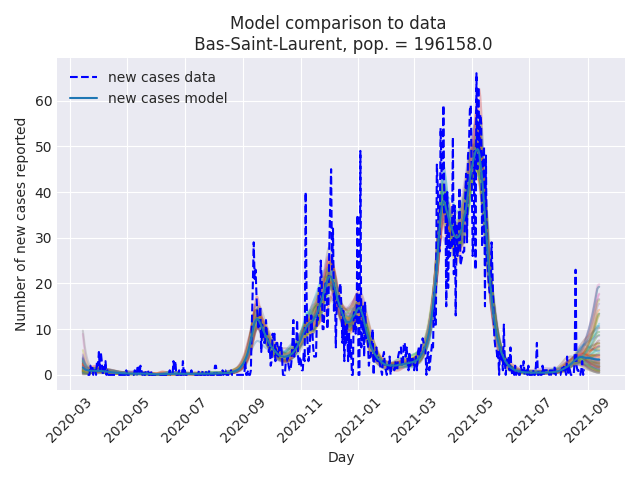 Model comparison to data
Bas-Saint-Laurent, pop. = 196158.0
new cases data
new cases model
Number of new cases reported
60
50
40
30
20
10
0
2020-03
2020-05
2020-07
2020-09
2020-11
2021-01
2021-03
2021-05
2021-07
2021-09
Day